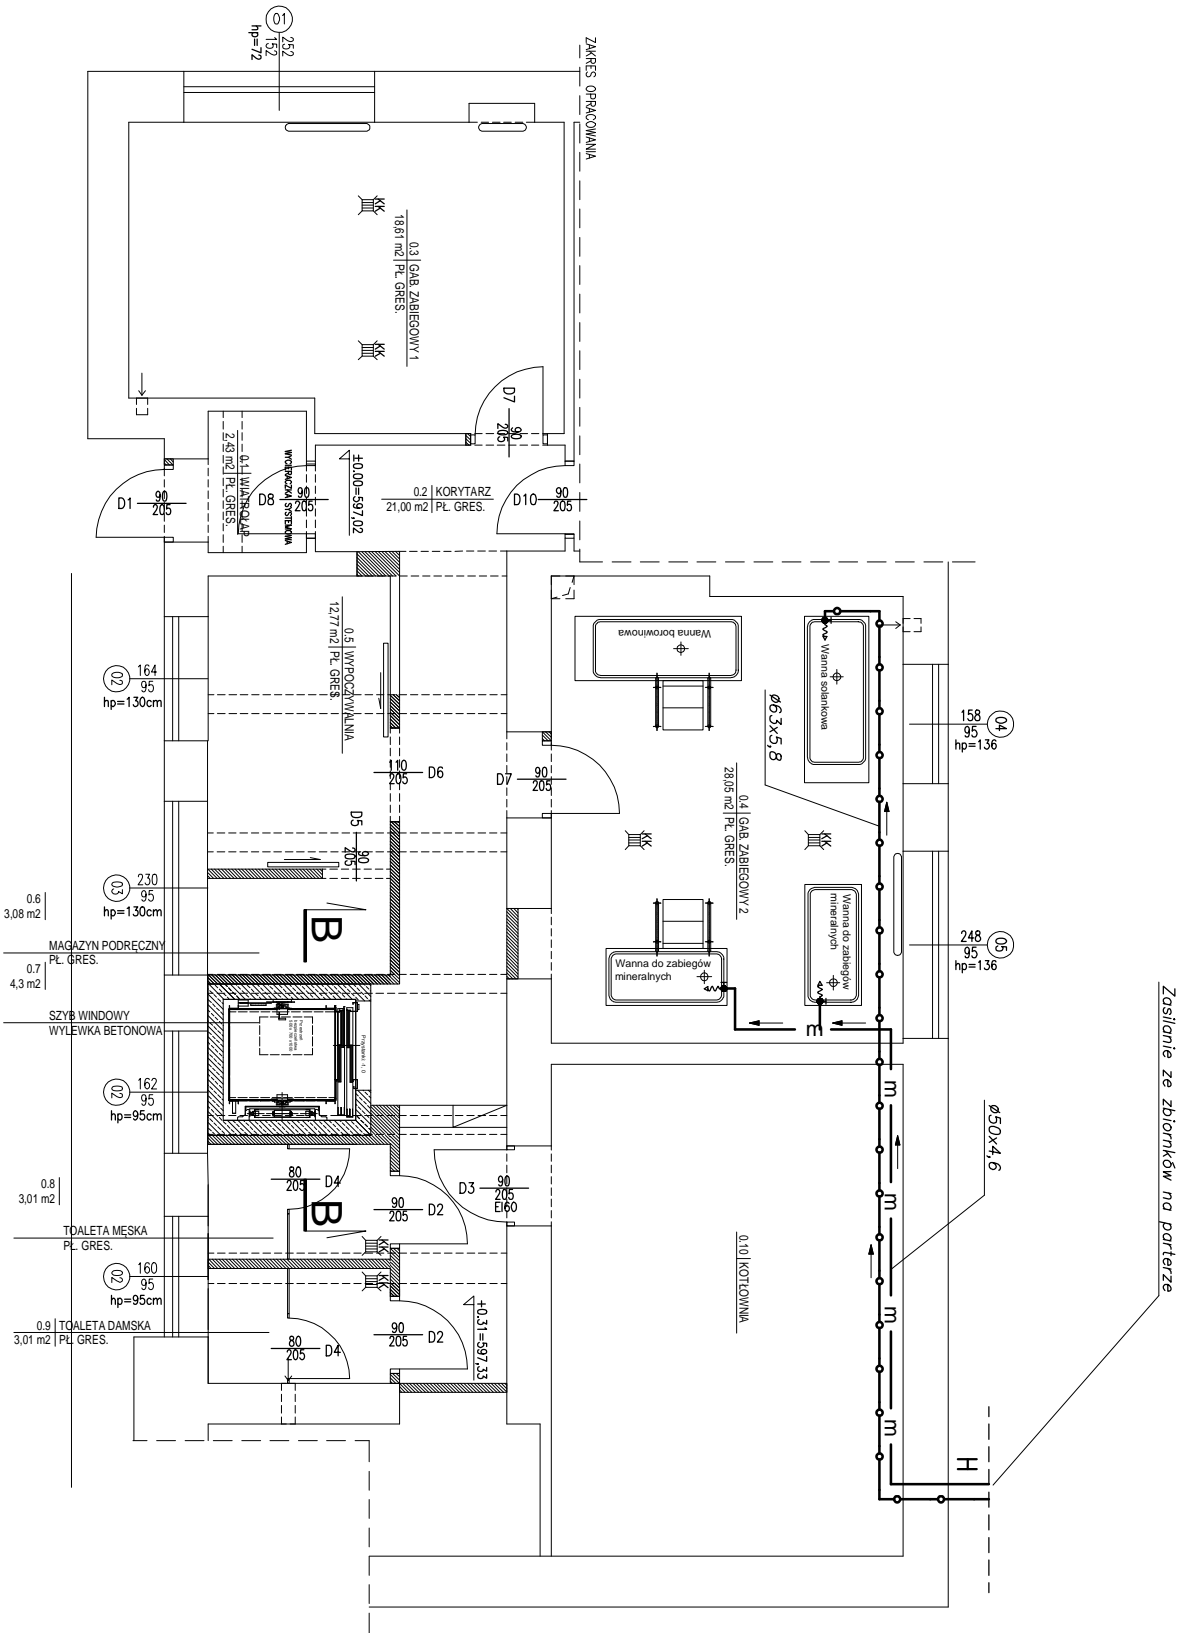 01
252
152
hp=72
ZAKRES OPRACOWANIA
KK
0.3 GAB. ZABIEGOWY1
18,61 m2 PŁ. GRES.
KK
D7
90
205
0.1 WIATROŁAP
2,43 m2 PŁ. GRES.
WYCIERACZKA SYSTEMOWA
D1
90
205
D8
90
205
±0.00=597,02
0.2 KORYTARZ
21,00 m2 PŁ. GRES.
D10
90
205
0.5 WYPOCZYWALNIA
12,77 m2 PŁ. GRES.
Wanna borowinowa
Wanna solankowa
02
164
95
hp=130cm
ø63x5,8
158
95
hp=136
04
110
205
D6
D7
90
205
0.4 GAB. ZABIEGOWY2
28,05 m2 PŁ. GRES.
D5
90
205
KK
KK
03
230
95
hp=130cm
0.6
3,08 m2
MAGAZYN PODRĘCZNY
PŁ. GRES.
B
Wanna do zabiegów
mineralnych
Wanna do zabiegów
mineralnych
248
95
hp=136
05
0.7
4,3 m2
SZYB WINDOWY
WYLEWKA BETONOWA
m
Zasilanie ze zbiornków na parterze
02
162
95
hp=95cm
m
ø50x4,6
0.8
3,01 m2
80
205
D4
D3
90
205
EI60
90
205
D2
B
m
TOALETA MĘSKA
PŁ. GRES.
KK
KK
02
160
95
hp=95cm
0.10 KOTŁOWNIA
m
0.9 TOALETA DAMSKA
3,01 m2 PŁ. GRES.
80
205
D4
90
205
D2
+0.31=597,33
m
H